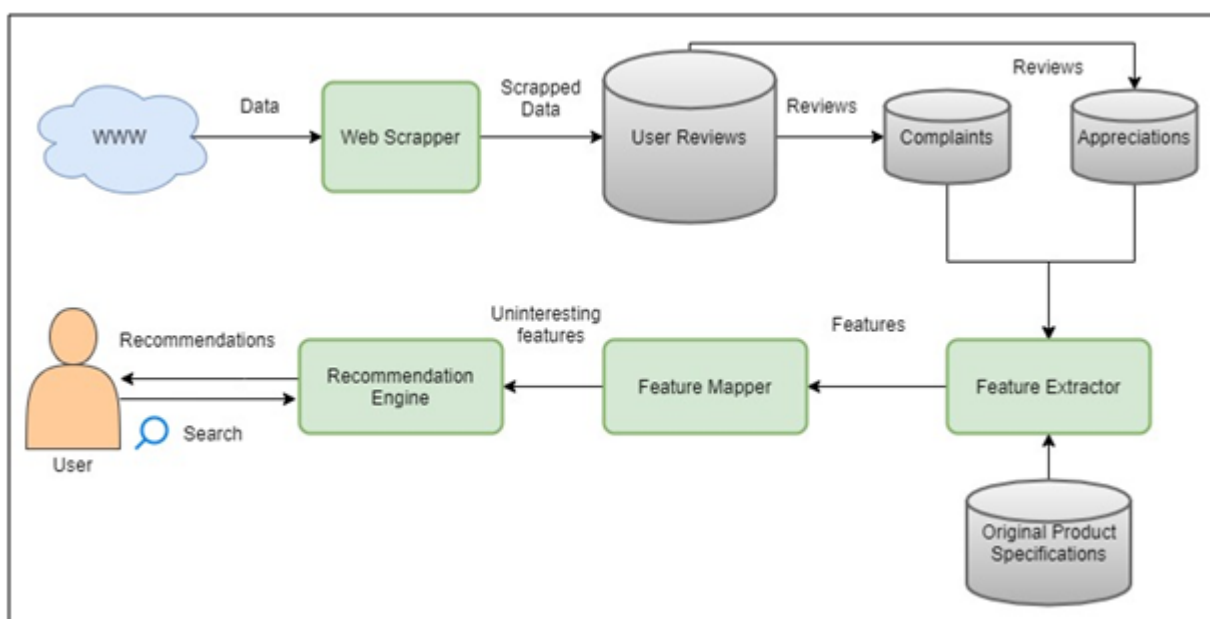 Reviews
Data
Scrapped
Data
Reviews
WWW
Web Scrapper
User Reviews
Complaints
Appreciations
Uninteresting
features
Features
Recommendations
Recommendation
Engine
Feature Mapper
Feature Extractor
Search
User
Original Product
Specifications